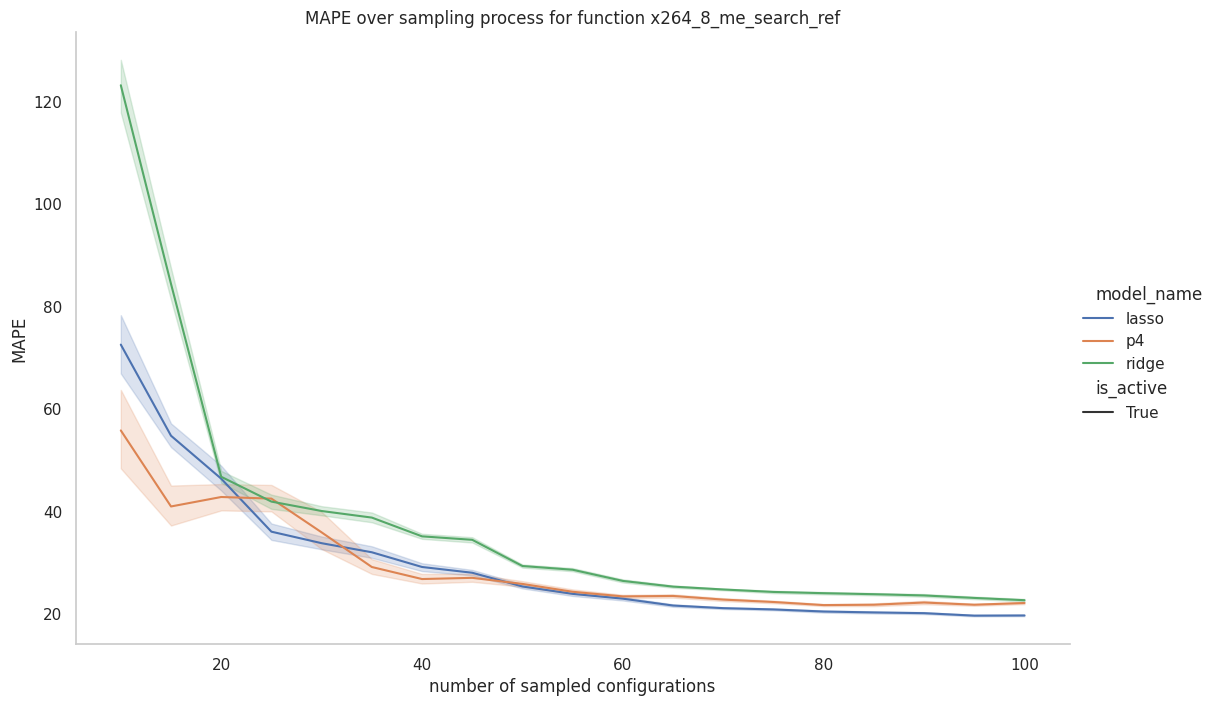 MAPE over sampling process for function x264_8_me_search_ref
MAPE
120
100
80
60
40
20
20 40 60 80 100
number of sampled configurations
model_name
lasso
p4
ridge
is_active
True